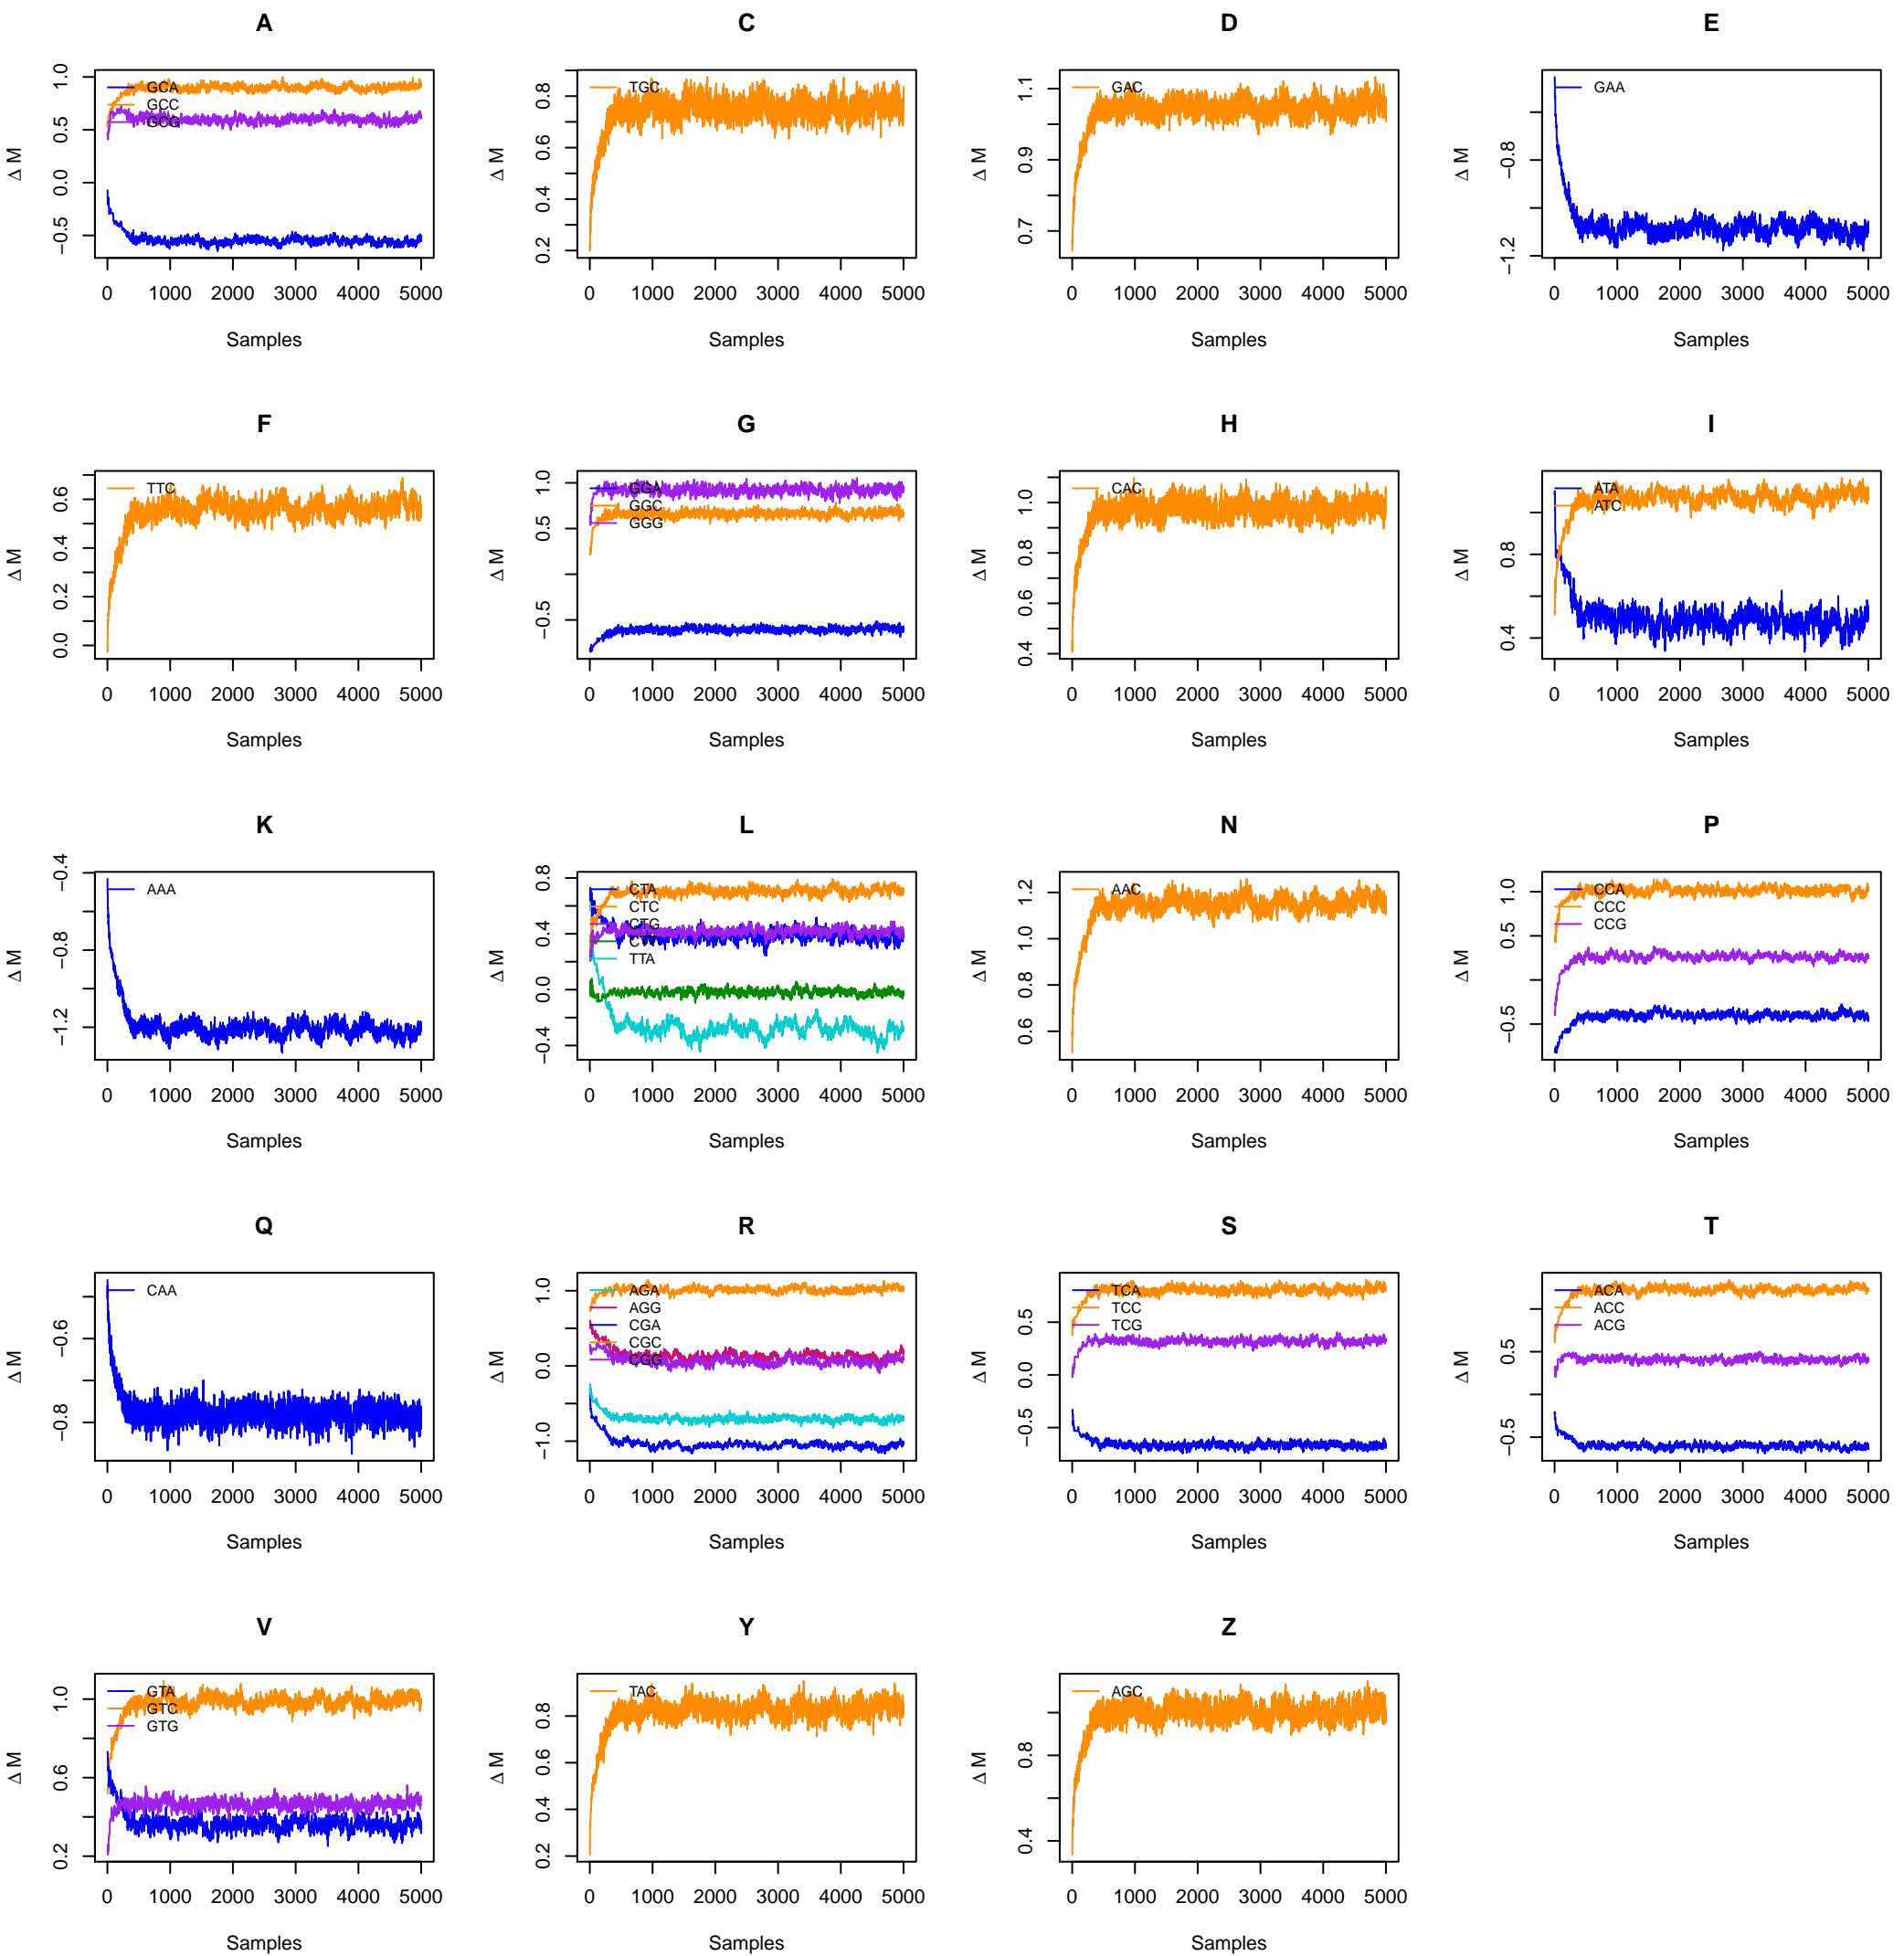 A
C
D
E
Δ M
1.0
0.5
0.0
−0.5
GCA
GCC
GCG
0 1000 2000 3000 4000 5000
Samples
Δ M
0.8
0.6
0.4
0.2
TGC
0 1000 2000 3000 4000 5000
Samples
Δ M
1.1
0.9
0.7
GAC
0 1000 2000 3000 4000 5000
Samples
Δ M
−0.8
−1.2
GAA
0 1000 2000 3000 4000 5000
Samples
F
G
H
I
Δ M
0.6
0.4
0.2
0.0
TTC
0 1000 2000 3000 4000 5000
Samples
Δ M
1.0
0.5
−0.5
GGA
GGC
GGG
0 1000 2000 3000 4000 5000
Samples
Δ M
1.0
0.8
0.6
0.4
CAC
0 1000 2000 3000 4000 5000
Samples
Δ M
0.8
0.4
ATA
ATC
0 1000 2000 3000 4000 5000
Samples
K
L
N
P
Δ M
−0.4
−0.8
−1.2
AAA
0 1000 2000 3000 4000 5000
Samples
Δ M
0.8
0.4
0.0
−0.4
CTA
CTC
CTG
CTT
TTA
0 1000 2000 3000 4000 5000
Samples
Δ M
1.2
1.0
0.8
0.6
AAC
0 1000 2000 3000 4000 5000
Samples
Δ M
1.0
0.5
−0.5
CCA
CCC
CCG
0 1000 2000 3000 4000 5000
Samples
Q
R
S
T
Δ M
−0.6
−0.8
CAA
0 1000 2000 3000 4000 5000
Samples
Δ M
1.0
0.0
−1.0
AGA
AGG
CGA
CGC
CGG
0 1000 2000 3000 4000 5000
Samples
Δ M
0.5
0.0
−0.5
TCA
TCC
TCG
0 1000 2000 3000 4000 5000
Samples
Δ M
0.5
−0.5
ACA
ACC
ACG
0 1000 2000 3000 4000 5000
Samples
V
Y
Z
Δ M
1.0
0.6
0.2
GTA
GTC
GTG
0 1000 2000 3000 4000 5000
Samples
Δ M
0.8
0.6
0.4
0.2
TAC
0 1000 2000 3000 4000 5000
Samples
Δ M
0.8
0.4
AGC
0 1000 2000 3000 4000 5000
Samples